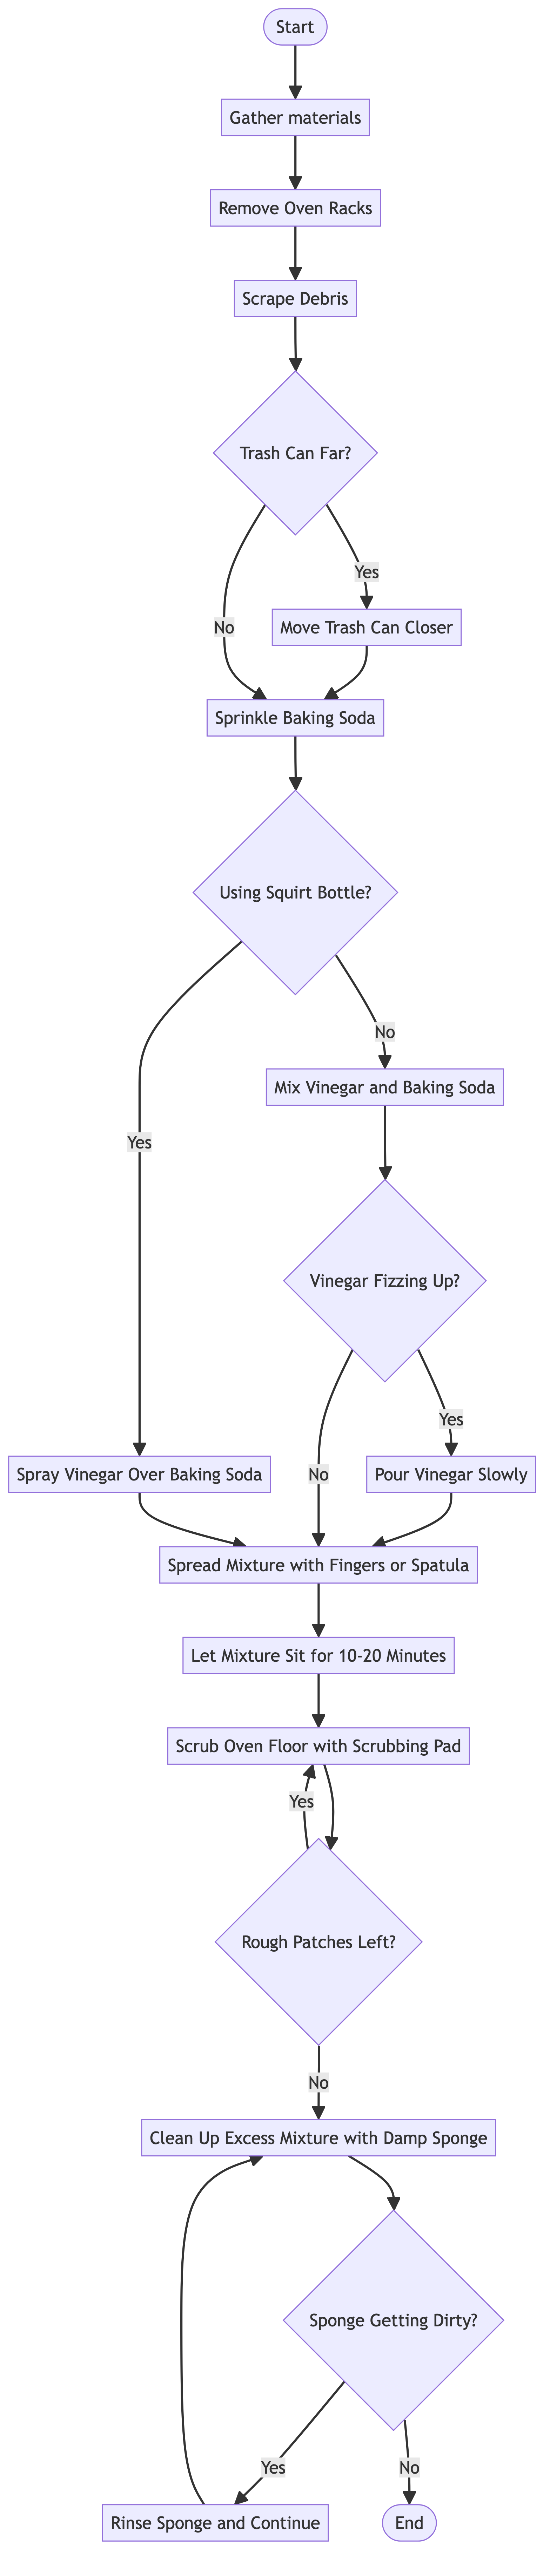 Start
Gather materials
Remove Oven Racks
Scrape Debris
Trash Can Far?
Yes
No
Move Trash Can Closer
Sprinkle Baking Soda
Using Squirt Bottle?
No
Mix Vinegar and Baking Soda
Yes
Vinegar Fizzing Up?
Yes
No
Spray Vinegar Over Baking Soda
Pour Vinegar Slowly
Spread Mixture with Fingers or Spatula
Let Mixture Sit for 10-20 Minutes
Scrub Oven Floor with Scrubbing Pad
Yes
Rough Patches Left?
No
Clean Up Excess Mixture with Damp Sponge
Sponge Getting Dirty?
Yes
No
Rinse Sponge and Continue
End